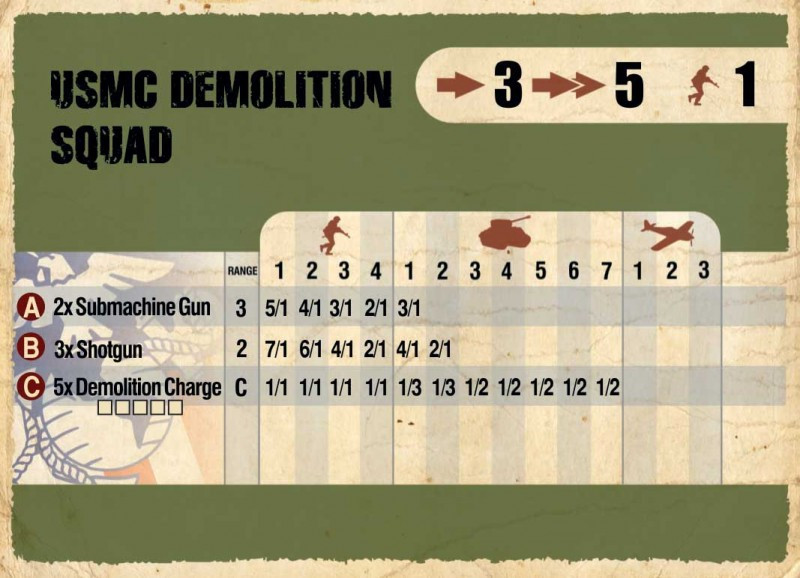 USMC DEMOLITION
SQUAD
3 5 1
RANGE 1 2 3 4 1 2 3 4 5 6 7 1 2 3
A 2x Submachine Gun 3 5/1 4/1 3/1 2/1 3/1
B 3x Shotgun 2 7/1 6/1 4/1 2/1 4/1 2/1
C 5x Demolition Charge C 1/1 1/1 1/1 1/1 1/3 1/3 1/2 1/2 1/2 1/2 1/2